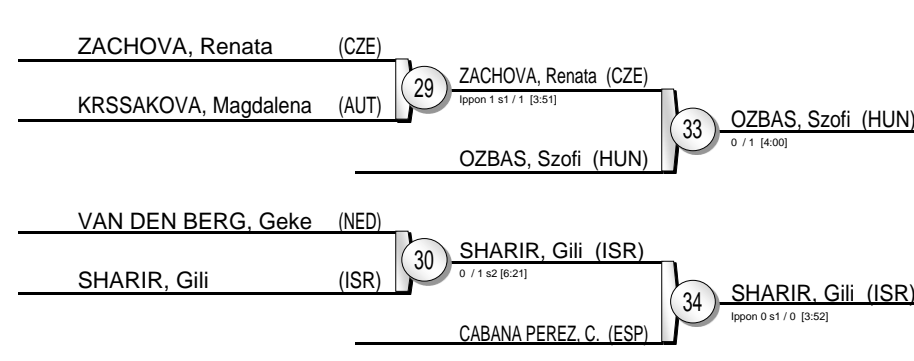 ZACHOVA, Renata (CZE)
KRSSAKOVA, Magdalena (AUT)
29
ZACHOVA, Renata (CZE)
Ippon 1 s1 / 1 [3:51]
OZBAS, Szofi (HUN)
33
OZBAS, Szofi (HUN)
0 / 1 [4:00]
VAN DEN BERG, Geke (NED)
SHARIR, Gili (ISR)
30
SHARIR, Gili (ISR)
0 / 1 s2 [6:21]
CABANA PEREZ, C. (ESP)
34
SHARIR, Gili (ISR)
Ippon 0 s1 / 0 [3:52]